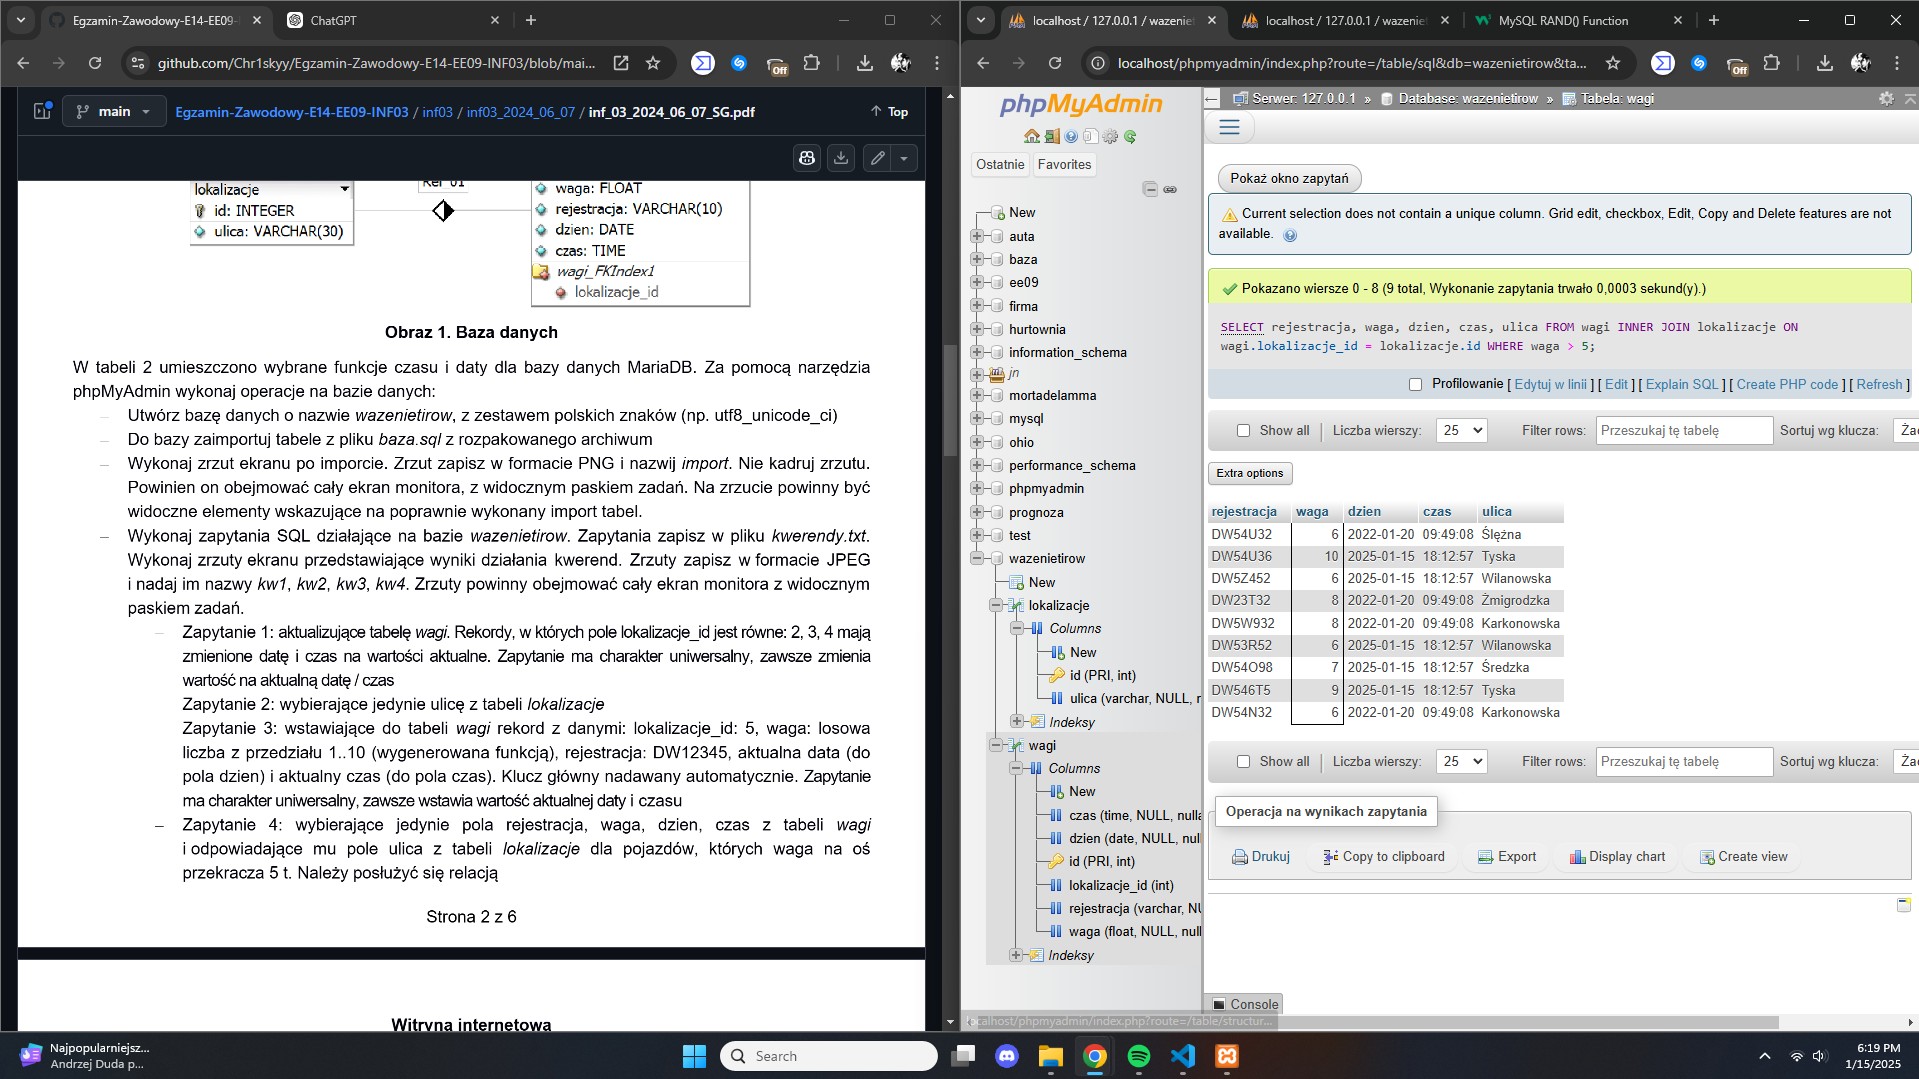 Egzamin-Zawodowy-E14-EE09-
ChatGPT
github.com/Chr1skyy/Egzamin-Zawodowy-E14-EE09-INF03/blob/mai...
Off
main
Egzamin-Zawodowy-E14-EE09-INF03 / inf03 / inf03_2024_06_07 / inf_03_2024_06_07_SG.pdf
Top
lokalizacje
id: INTEGER
ulica: VARCHAR(30)
Rel_01
waga: FLOAT
rejestracja: VARCHAR(10)
dzien: DATE
czas: TIME
wagi_FKIndex1
lokalizacje_id
Obraz 1. Baza danych
W tabeli 2 umieszczono wybrane funkcje czasu i daty dla bazy danych MariaDB. Za pomocą narzędzia
phpMyAdmin wykonaj operacje na bazie danych:
– Utwórz bazę danych o nazwie wazenietirow, z zestawem polskich znaków (np. utf8_unicode_ci)
– Do bazy zaimportuj tabele z pliku baza.sql z rozpakowanego archiwum
– Wykonaj zrzut ekranu po imporcie. Zrzut zapisz w formacie PNG i nazwij import. Nie kadruj zrzutu.
Powinien on obejmować cały ekran monitora, z widocznym paskiem zadań. Na zrzucie powinny być
widoczne elementy wskazujące na poprawnie wykonany import tabel.
– Wykonaj zapytania SQL działające na bazie wazenietirow. Zapytania zapisz w pliku kwerendy.txt.
Wykonaj zrzuty ekranu przedstawiające wyniki działania kwerend. Zrzuty zapisz w formacie JPEG
i nadaj im nazwy kw1, kw2, kw3, kw4. Zrzuty powinny obejmować cały ekran monitora z widocznym
paskiem zadań.
– Zapytanie 1: aktualizujące tabelę wagi. Rekordy, w których pole lokalizacje_id jest równe: 2, 3, 4 mają
zmienione datę i czas na wartości aktualne. Zapytanie ma charakter uniwersalny, zawsze zmienia
wartość na aktualną datę / czas
Zapytanie 2: wybierające jedynie ulicę z tabeli lokalizacje
Zapytanie 3: wstawiające do tabeli wagi rekord z danymi: lokalizacje_id: 5, waga: losowa
liczba z przedziału 1..10 (wygenerowana funkcją), rejestracja: DW12345, aktualna data (do
pola dzien) i aktualny czas (do pola czas). Klucz główny nadawany automatycznie. Zapytanie
ma charakter uniwersalny, zawsze wstawia wartość aktualnej daty i czasu
– Zapytanie 4: wybierające jedynie pola rejestracja, waga, dzien, czas z tabeli wagi
i odpowiadające mu pole ulica z tabeli lokalizacje dla pojazdów, których waga na oś
przekracza 5 t. Należy posłużyć się relacją
Strona 2 z 6
Witryna internetowa
localhost / 127.0.0.1 / wazenie
localhost / 127.0.0.1 / wazenie
MySQL RAND() Function
localhost/phpmyadmin/index.php?route=/table/sql&db=wazenietirow&ta...
Off
phpMyAdmin
Ostatnie
Favorites
New
auta
baza
ee09
firma
hurtownia
information_schema
jn
mortadelamma
mysql
ohio
performance_schema
phpmyadmin
prognoza
test
wazenietirow
New
lokalizacje
Columns
New
id (PRI, int)
ulica (varchar, NULL,
Indeksy
wagi
Columns
New
czas (time, NULL, nulla
dzien (date, NULL, nul
id (PRI, int)
lokalizacje_id (int)
rejestracja (varchar, NU
waga (float, NULL, null
Indeksy
localhost/phpmyadmin/index.php?route=/table/structur...
Serwer: 127.0.0.1 » Database: wazenietirow » Tabela: wagi
Pokaż okno zapytań
Current selection does not contain a unique column. Grid edit, checkbox, Edit, Copy and Delete features are not
available.
Pokazano wiersze 0 - 8 (9 total, Wykonanie zapytania trwało 0,0003 sekund(y).)
SELECT rejestracja, waga, dzien, czas, ulica FROM wagi INNER JOIN lokalizacje ON
wagi.lokalizacje_id = lokalizacje.id WHERE waga > 5;
Profilowanie [ Edytuj w linii ] [ Edit ] [ Explain SQL ] [ Create PHP code ] [ Refresh ]
Show all | Liczba wierszy: 25 Filter rows: Przeszukaj tę tabelę Sortuj wg klucza: Żac
Extra options
rejestracja waga dzien czas ulica
DW54U32 6 2022-01-20 09:49:08 Ślężna
DW54U36 10 2025-01-15 18:12:57 Tyska
DW5Z452 6 2025-01-15 18:12:57 Wilanowska
DW23T32 8 2022-01-20 09:49:08 Żmigrodzka
DW5W932 8 2022-01-20 09:49:08 Karkonowska
DW53R52 6 2025-01-15 18:12:57 Wilanowska
DW54O98 7 2025-01-15 18:12:57 Średzka
DW546T5 9 2025-01-15 18:12:57 Tyska
DW54N32 6 2022-01-20 09:49:08 Karkonowska
Show all | Liczba wierszy: 25 Filter rows: Przeszukaj tę tabelę Sortuj wg klucza: Żac
Operacja na wynikach zapytania
Drukuj
Copy to clipboard
Export
Display chart
Create view
Console
Najpopularniejsz...
Andrzej Duda p...
Search
6:19 PM
1/15/2025